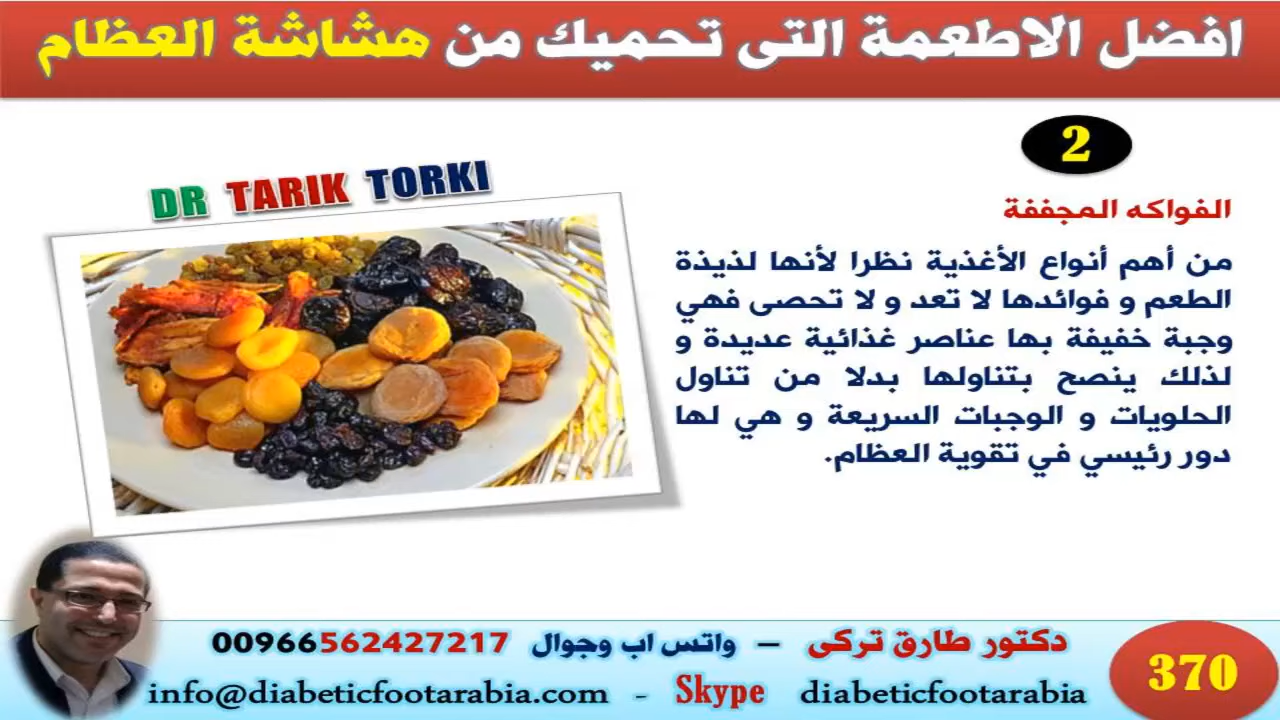 افضل الاطعمة التى تحميك من هشاشة العظام
2
DR TARIK TORKI
الفواكه المجففة
من أهم أنواع الأغذية نظرا لأنها لذيذة
الطعم و فوائدها لا تعد و لا تحصى فهي
وجبة خفيفة بها عناصر غذائية عديدة و
لذلك ينصح بتناولها بدلا من تناول
الحلويات و الوجبات السريعة و هي لها
دور رئيسي في تقوية العظام.
دكتور طارق تركى – واتس اب وجوال 00966562427217
info@diabeticfootarabia.com - Skype diabeticfootarabia
370